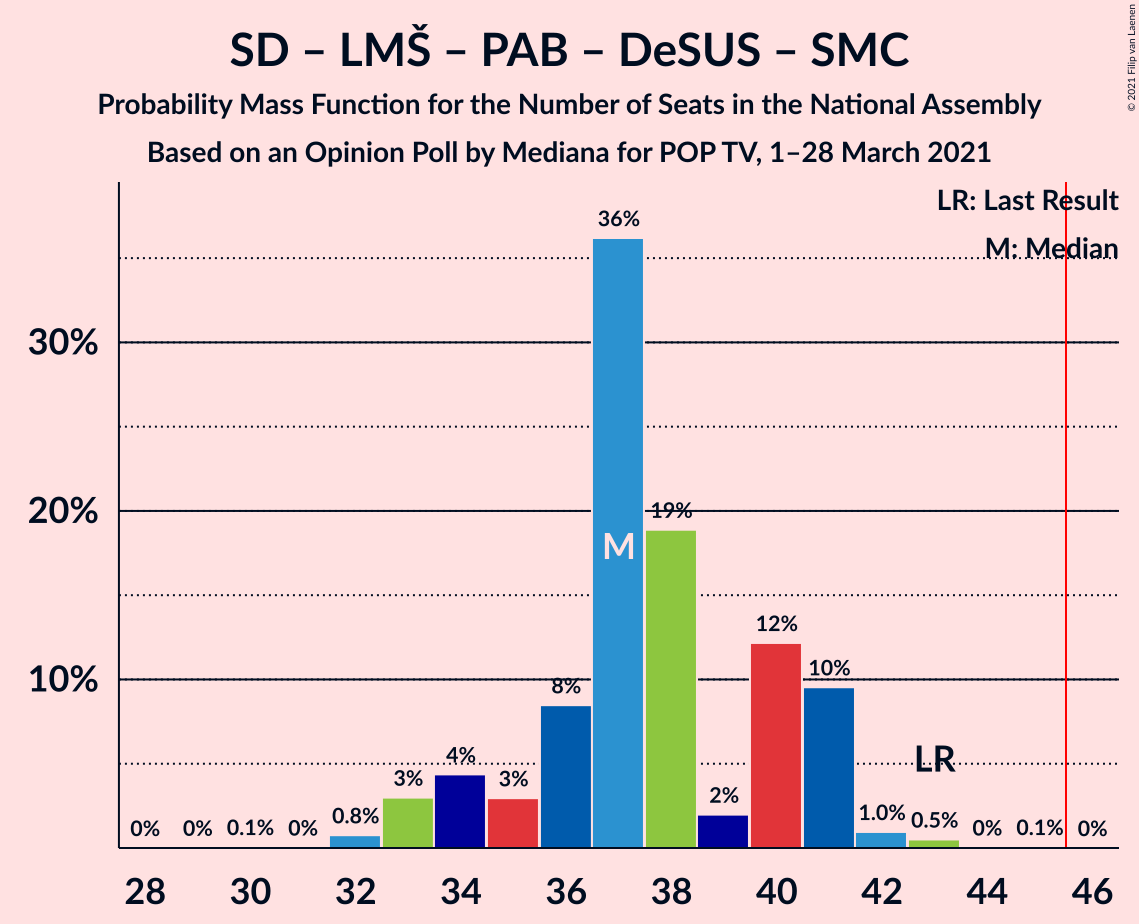 SD – LMŠ – PAB – DeSUS – SMC
Probability Mass Function for the Number of Seats in the National Assembly
Based on an Opinion Poll by Mediana for POP TV, 1–28 March 2021
© 2021 Filip van Laenen
LR: Last Result
M: Median
30%
20%
10%
0%
0%
0.1%
0%
0.8%
3%
4%
3%
8%
36%
M
19%
2%
12%
10%
1.0%
0.5%
LR
0%
0.1%
0%
28 30 32 34 36 38 40 42 44 46